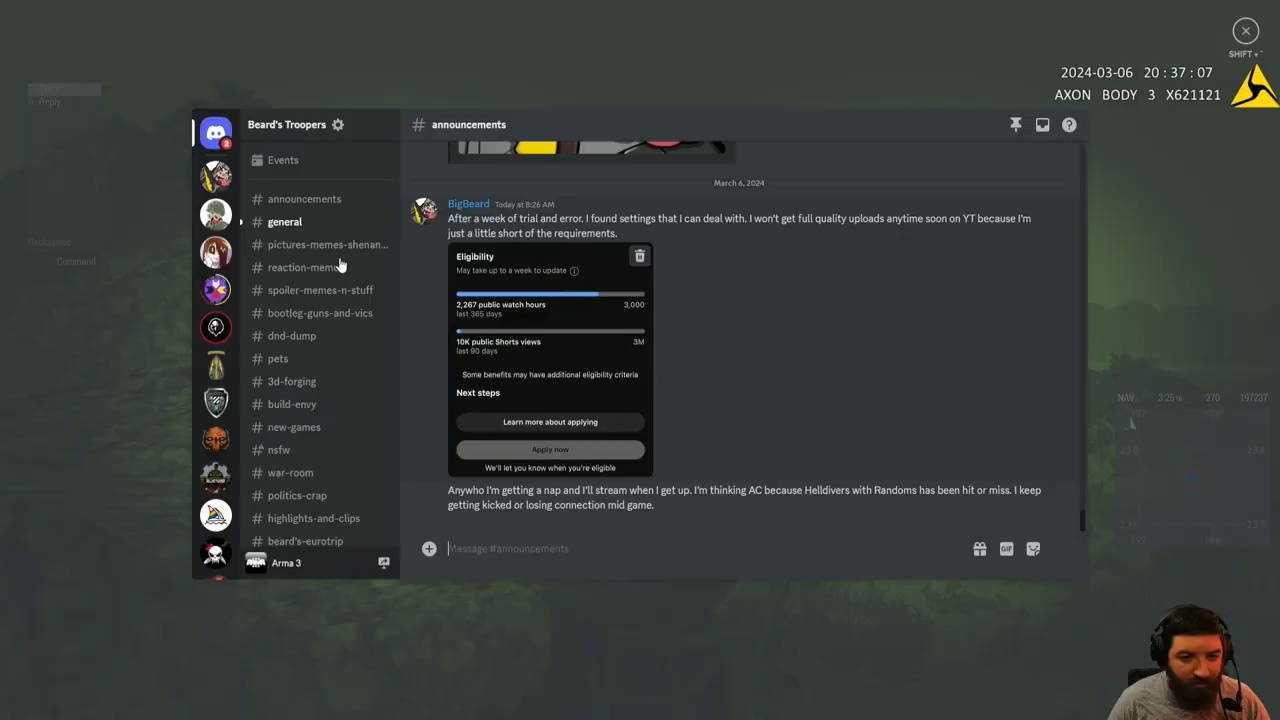 SHIFT+`
2024-03-06 20:37:07
AXON BODY 3 X621121
Reply
Backspace
Command
Beard's Troopers
Events
announcements
general
pictures-memes-shenan...
reaction-meme
spoiler-memes-n-stuff
bootleg-guns-and-vics
dnd-dump
pets
3d-forging
build-envy
new-games
nsfw
war-room
politics-crap
highlights-and-clips
beard's-eurotrip
Arma 3
2
# announcements
March 6, 2024
BigBeard Today at 8:26 AM
After a week of trial and error. I found settings that I can deal with. I won't get full quality uploads anytime soon on YT because I'm
just a little short of the requirements.
Eligibility
May take up to a week to update
2,267 public watch hours 3,000
last 365 days
10K public Shorts views 3M
last 90 days
Some benefits may have additional eligibility criteria
Next steps
Learn more about applying
Apply now
We'll let you know when you're eligible
Anywho I'm getting a nap and I'll stream when I get up. I'm thinking AC because Helldivers with Randoms has been hit or miss. I keep
getting kicked or losing connection mid game.
Message #announcements
GIF
NAV 270 197237